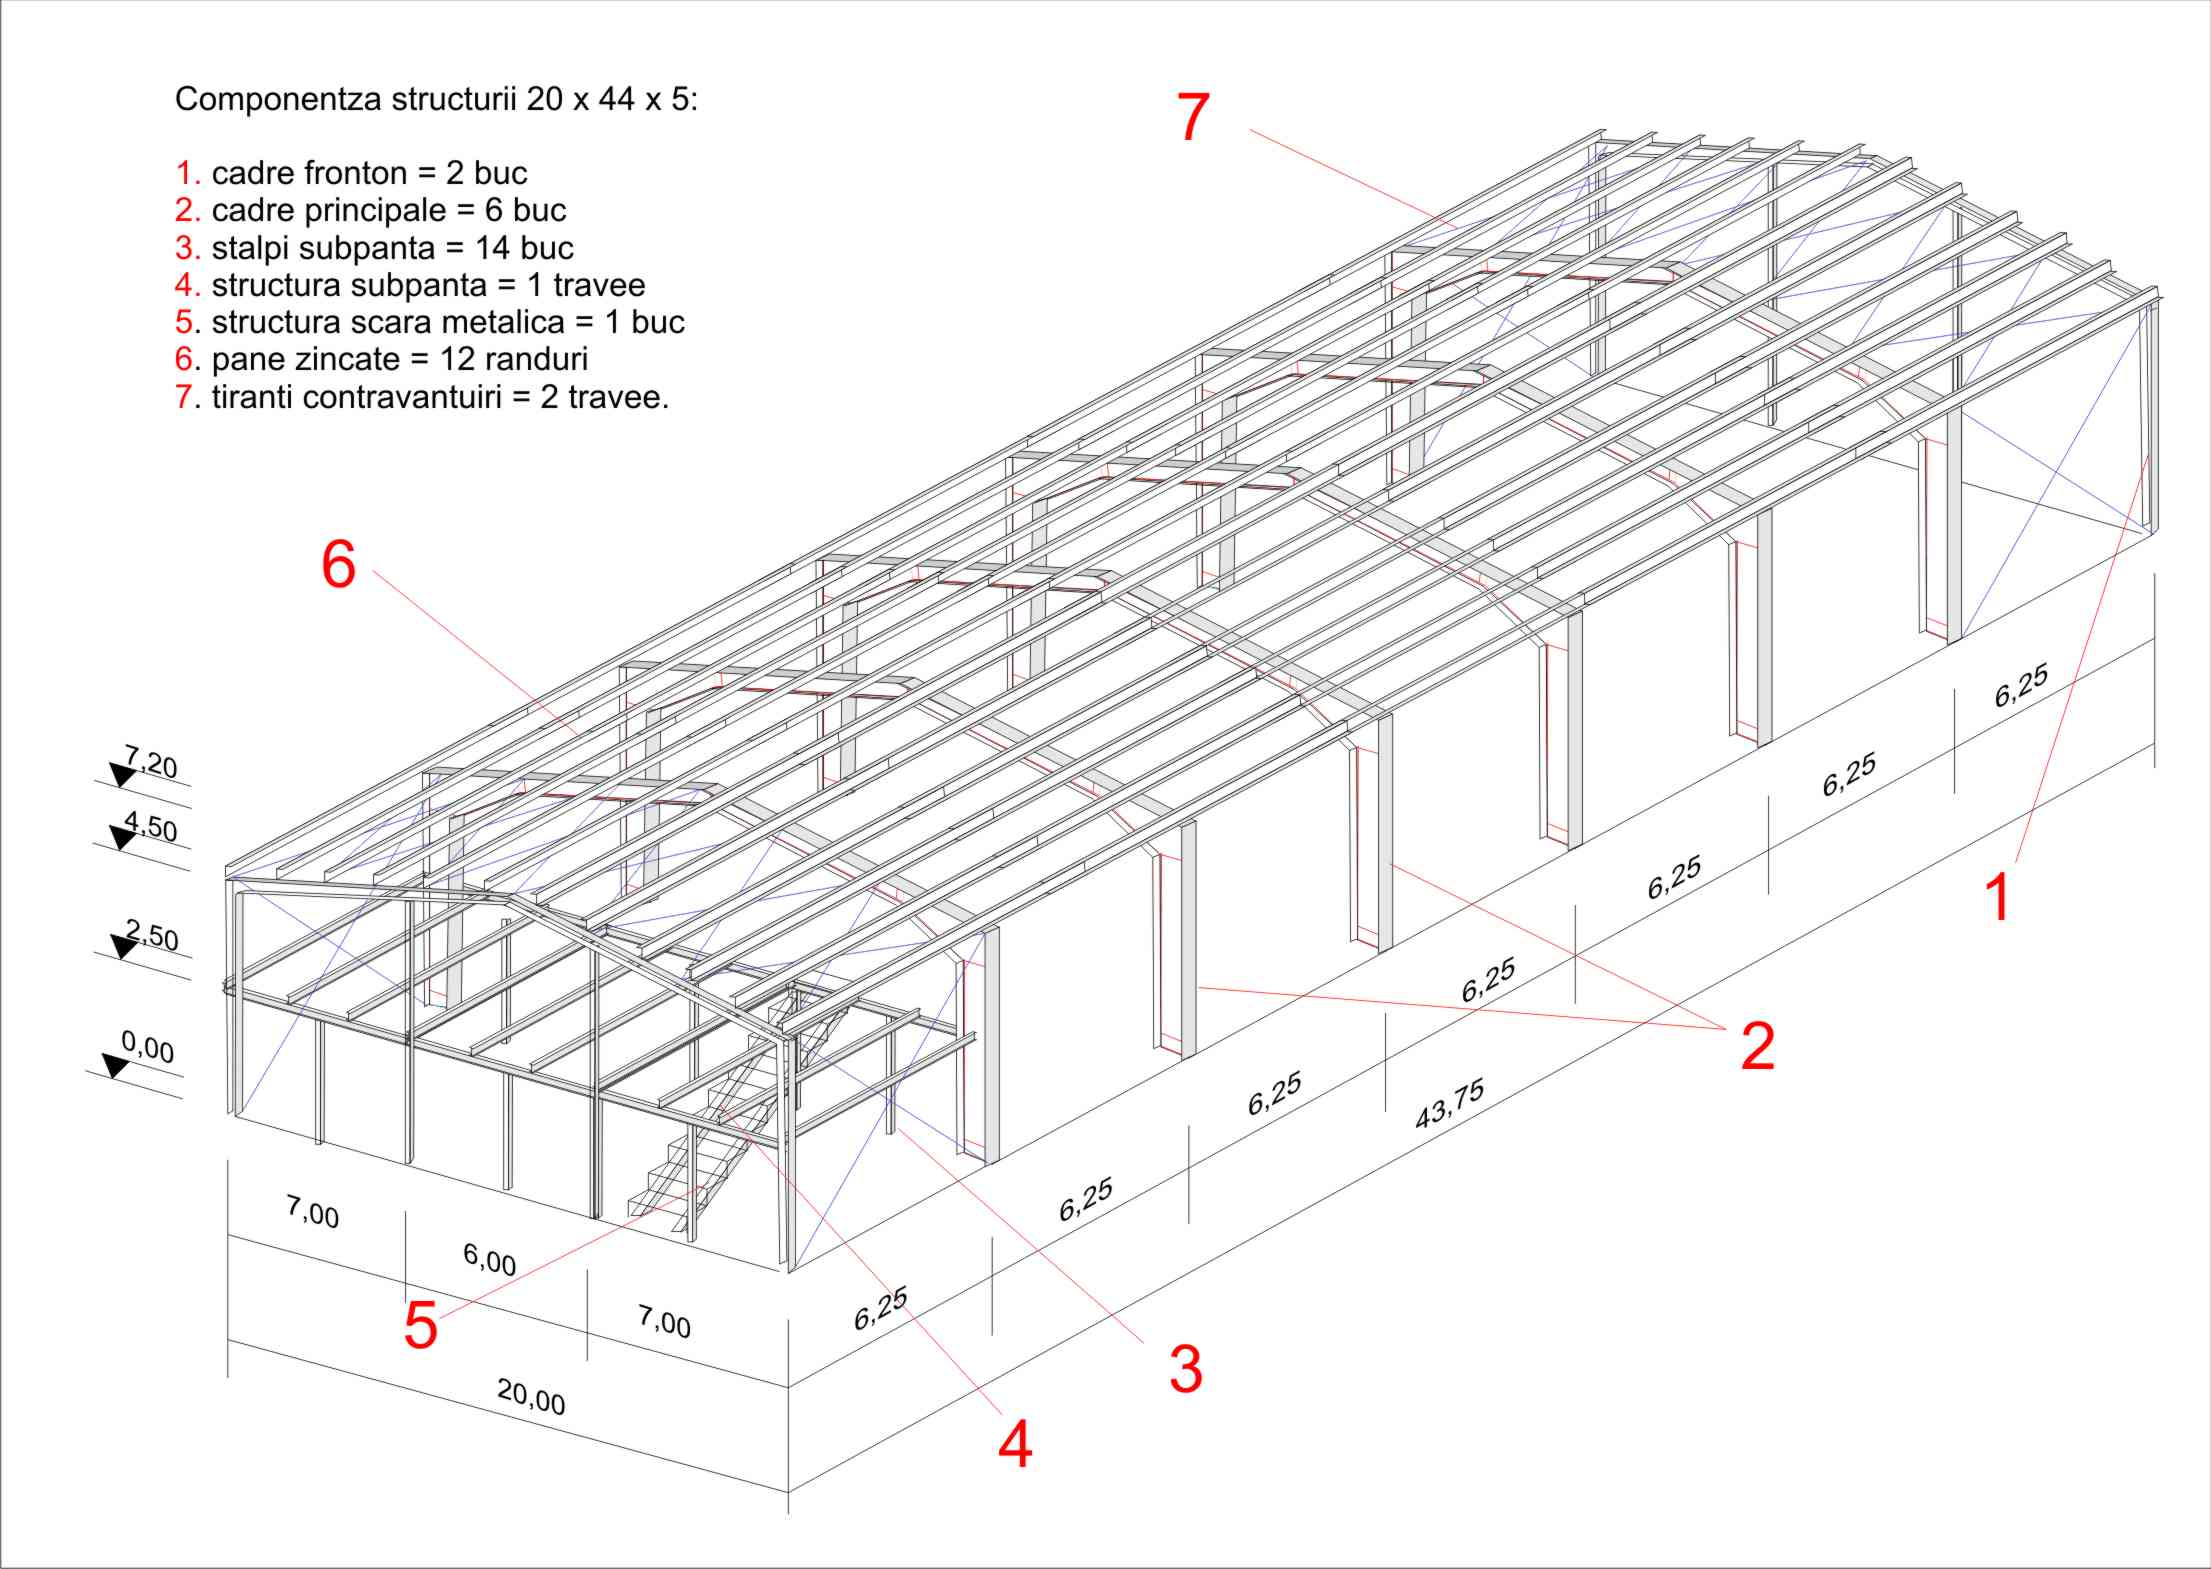 Componentza structurii 20 x 44 x 5:
1. cadre fronton = 2 buc
2. cadre principale = 6 buc
3. stalpi subpanta = 14 buc
4. structura subpanta = 1 travee
5. structura scara metalica = 1 buc
6. pane zincate = 12 randuri
7. tiranti contravantuiri = 2 travee.
7
6
7,20
4,50
2,50
0,00
1
2
3
4
5
7,00
6,00
7,00
20,00
6,25
6,25
6,25
6,25
6,25
6,25
6,25
43,75